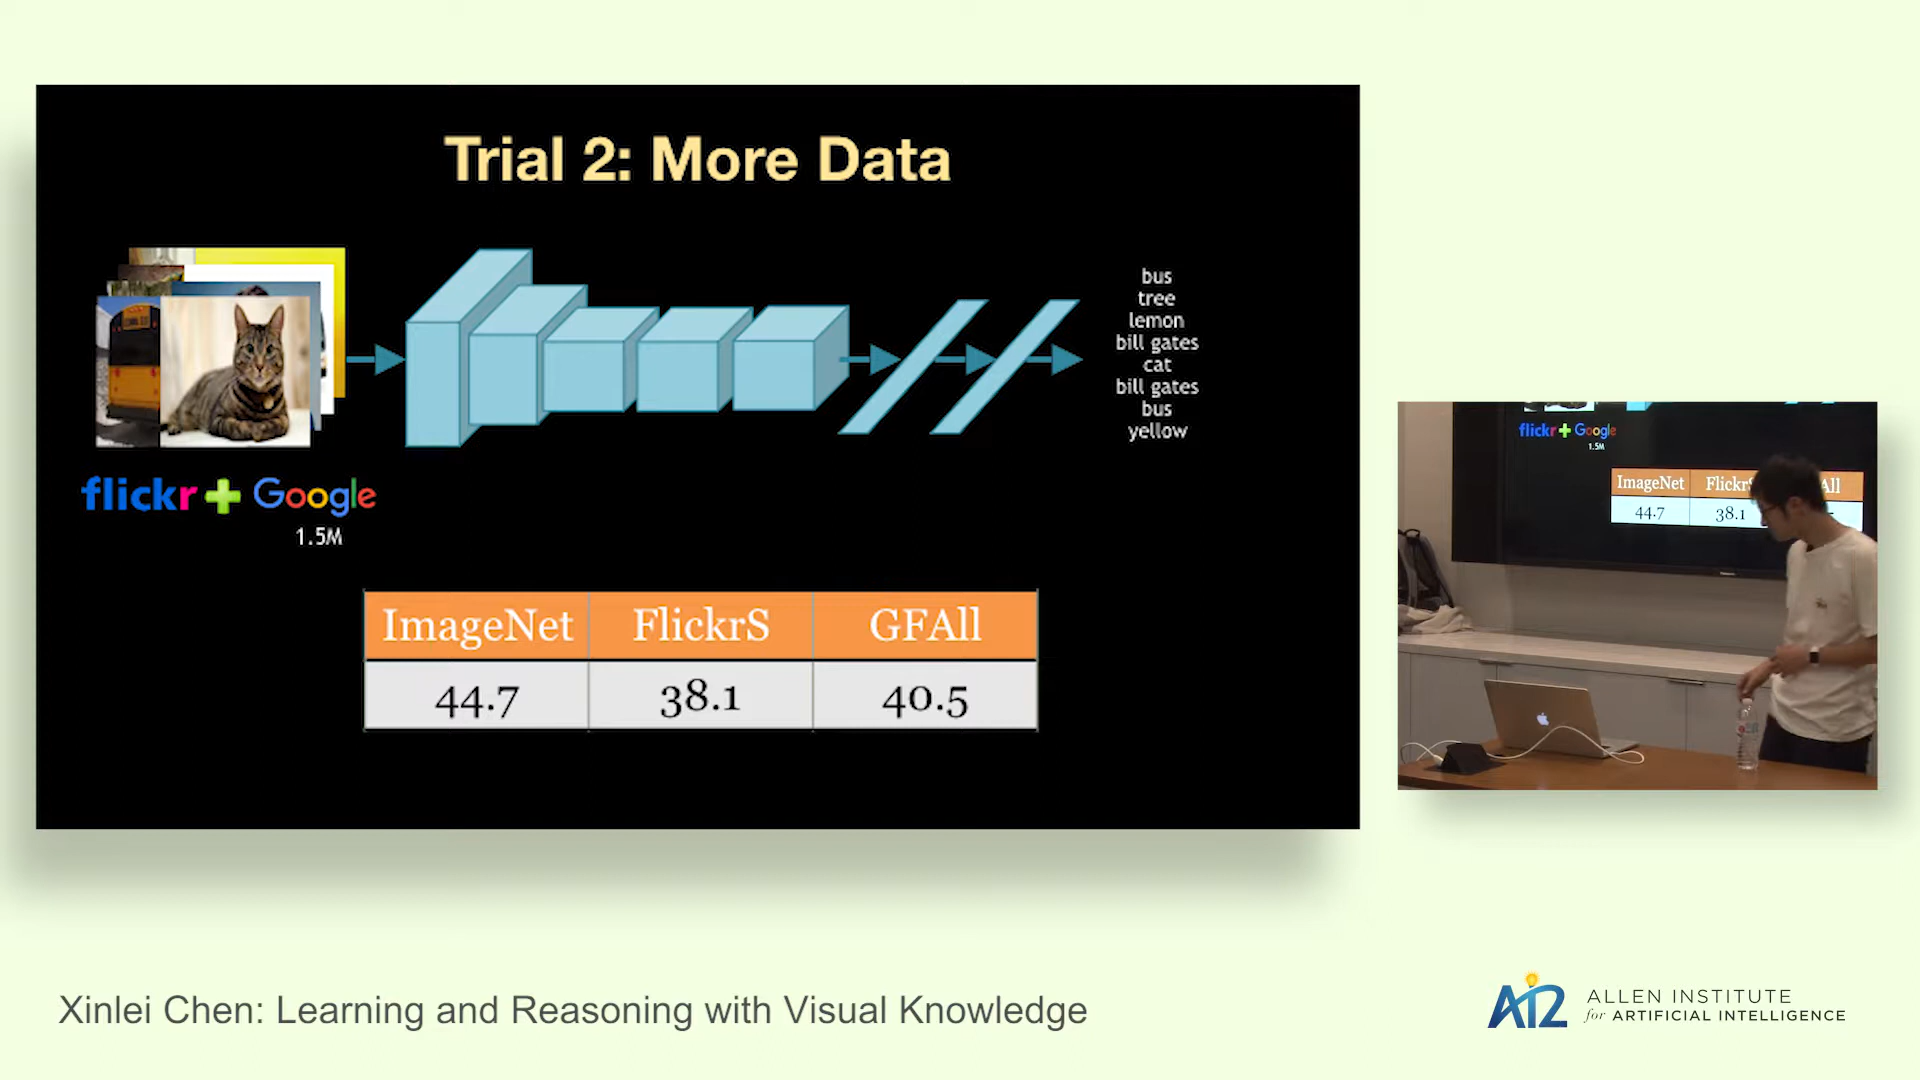 Trial 2: More Data
bus
tree
lemon
bill gates
cat
bill gates
bus
yellow
flickr + Google
1.5M
ImageNet FlickrS GFAll
44.7 38.1 40.5
flickr + Google
1.5M
ImageNet Flickr All
44.7 38.1
Xinlei Chen: Learning and Reasoning with Visual Knowledge
AI2 ALLEN INSTITUTE
for ARTIFICIAL INTELLIGENCE